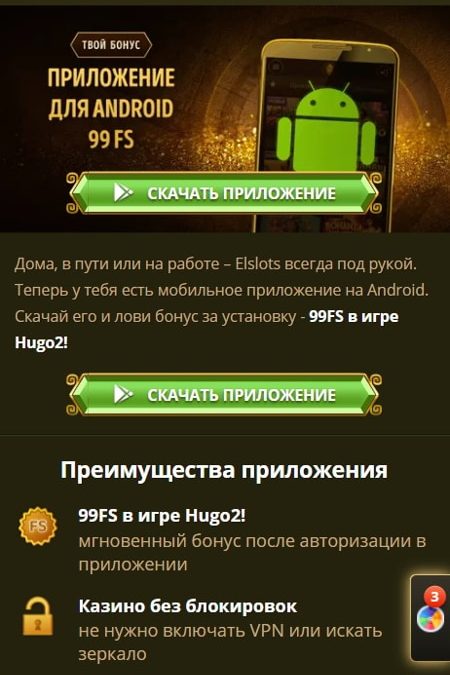 ТВОЙ БОНУС
ПРИЛОЖЕНИЕ
ДЛЯ ANDROID
99 FS
СКАЧАТЬ ПРИЛОЖЕНИЕ
Дома, в пути или на работе – Elslots всегда под рукой.
Теперь у тебя есть мобильное приложение на Android.
Скачай его и лови бонус за установку - 99FS в игре
Hugo2!
СКАЧАТЬ ПРИЛОЖЕНИЕ
Преимущества приложения
FS
99FS в игре Hugo2!
мгновенный бонус после авторизации в
приложении
Казино без блокировок
не нужно включать VPN или искать
зеркало
3